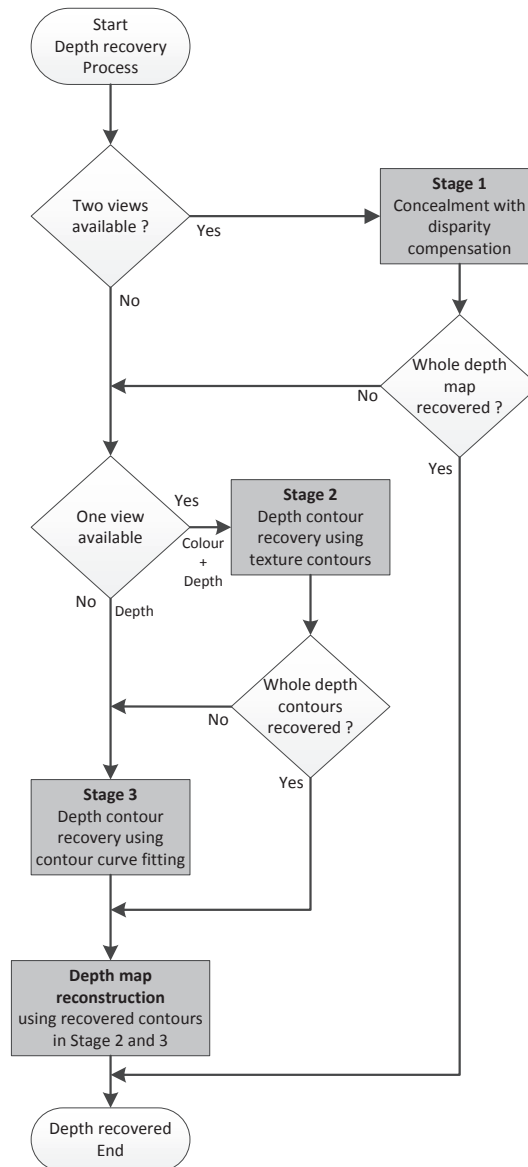 Start
Depth recovery
Process
Two views
available ?
Yes
No
Stage 1
Concealment with
disparity
compensation
Whole depth
map
recovered ?
No
Yes
One view
available
Yes
Colour
+
Depth
No
Depth
Stage 2
Depth contour
recovery using
texture contours
Whole depth
contours
recovered ?
No
Yes
Stage 3
Depth contour
recovery using
contour curve fitting
Depth map
reconstruction
using recovered contours
in Stage 2 and 3
Depth recovered
End